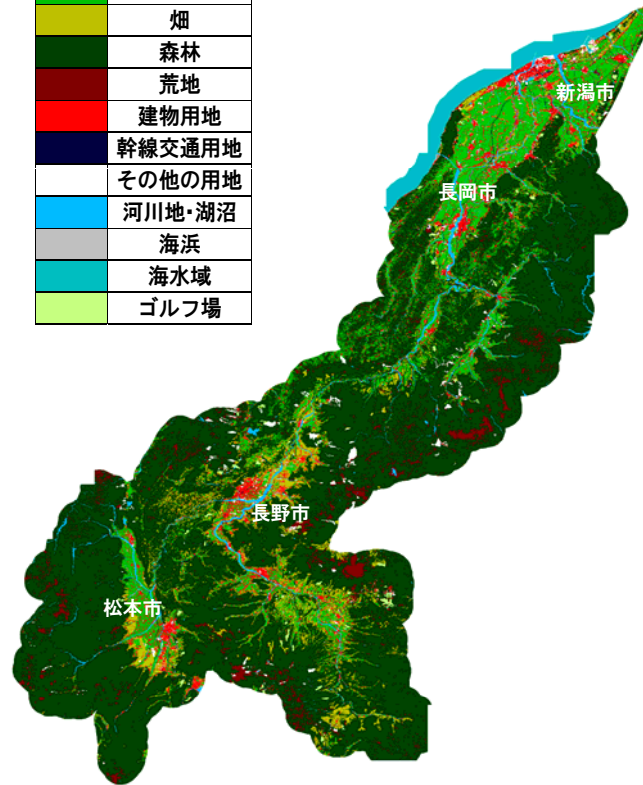 畑
森林
荒地
建物用地
幹線交通用地
その他の用地
河川地・湖沼
海浜
海水域
ゴルフ場
新潟市
長岡市
長野市
松本市